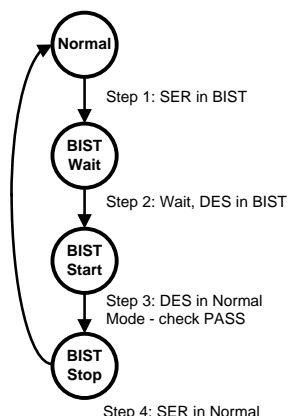 Normal
Step 1: SER in BIST
BIST
Wait
Step 2: Wait, DES in BIST
BIST
Start
Step 3: DES in Normal
Mode - check PASS
BIST
Stop
Step 4: SER in Normal